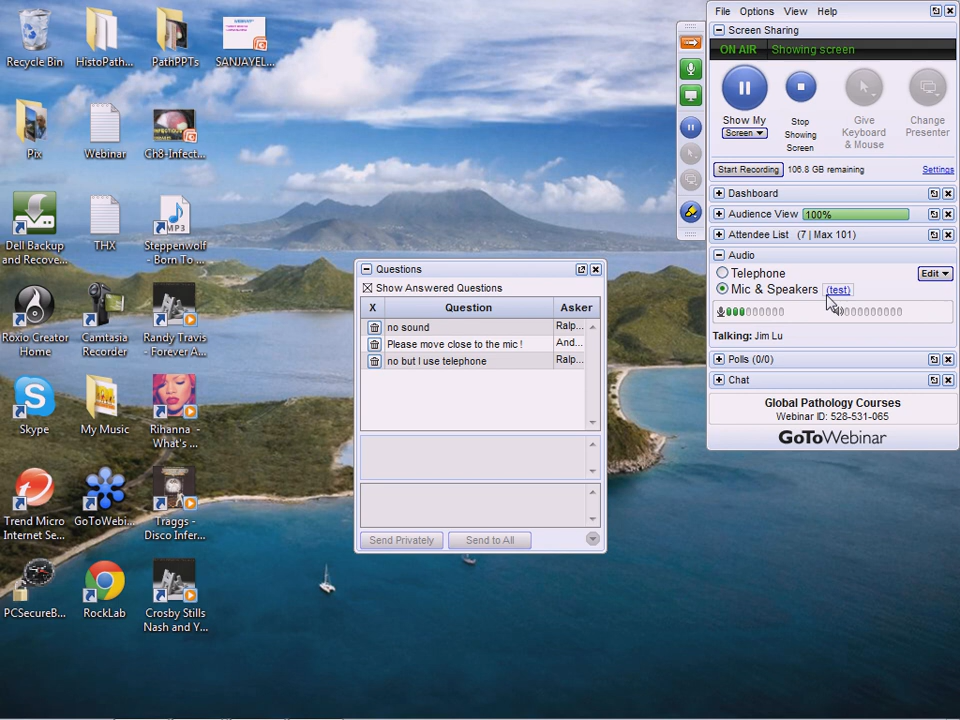 Recycle Bin
HistoPath...
PathPPTs
SANJAYEL...
Pix
Webinar
Ch8-Infect...
Dell Backup
and Recove...
THX
MP3
Steppenwolf
- Born To ...
Roxio Creator
Home
Camtasia
Recorder
Randy Travis
- Forever A...
Skype
My Music
Rihanna -
What's ...
Trend Micro
Internet Se...
GoToWebi...
Traggs -
Disco Infer...
PCSecureB...
RockLab
Crosby Stills
Nash and Y...
Questions
Show Answered Questions
X Question Asker
no sound Ralp...
Please move close to the mic ! And...
no but I use telephone Ralp...
Send Privately Send to All
File Options View Help
Screen Sharing
ON AIR Showing screen
Show My
Screen
Stop
Showing
Screen
Give
Keyboard
& Mouse
Change
Presenter
Start Recording 106.8 GB remaining Settings
Dashboard
Audience View 100%
Attendee List (7 | Max 101)
Audio
Telephone Edit
Mic & Speakers (test)
Talking: Jim Lu
Polls (0/0)
Chat
Global Pathology Courses
Webinar ID: 528-531-065
GoToWebinar